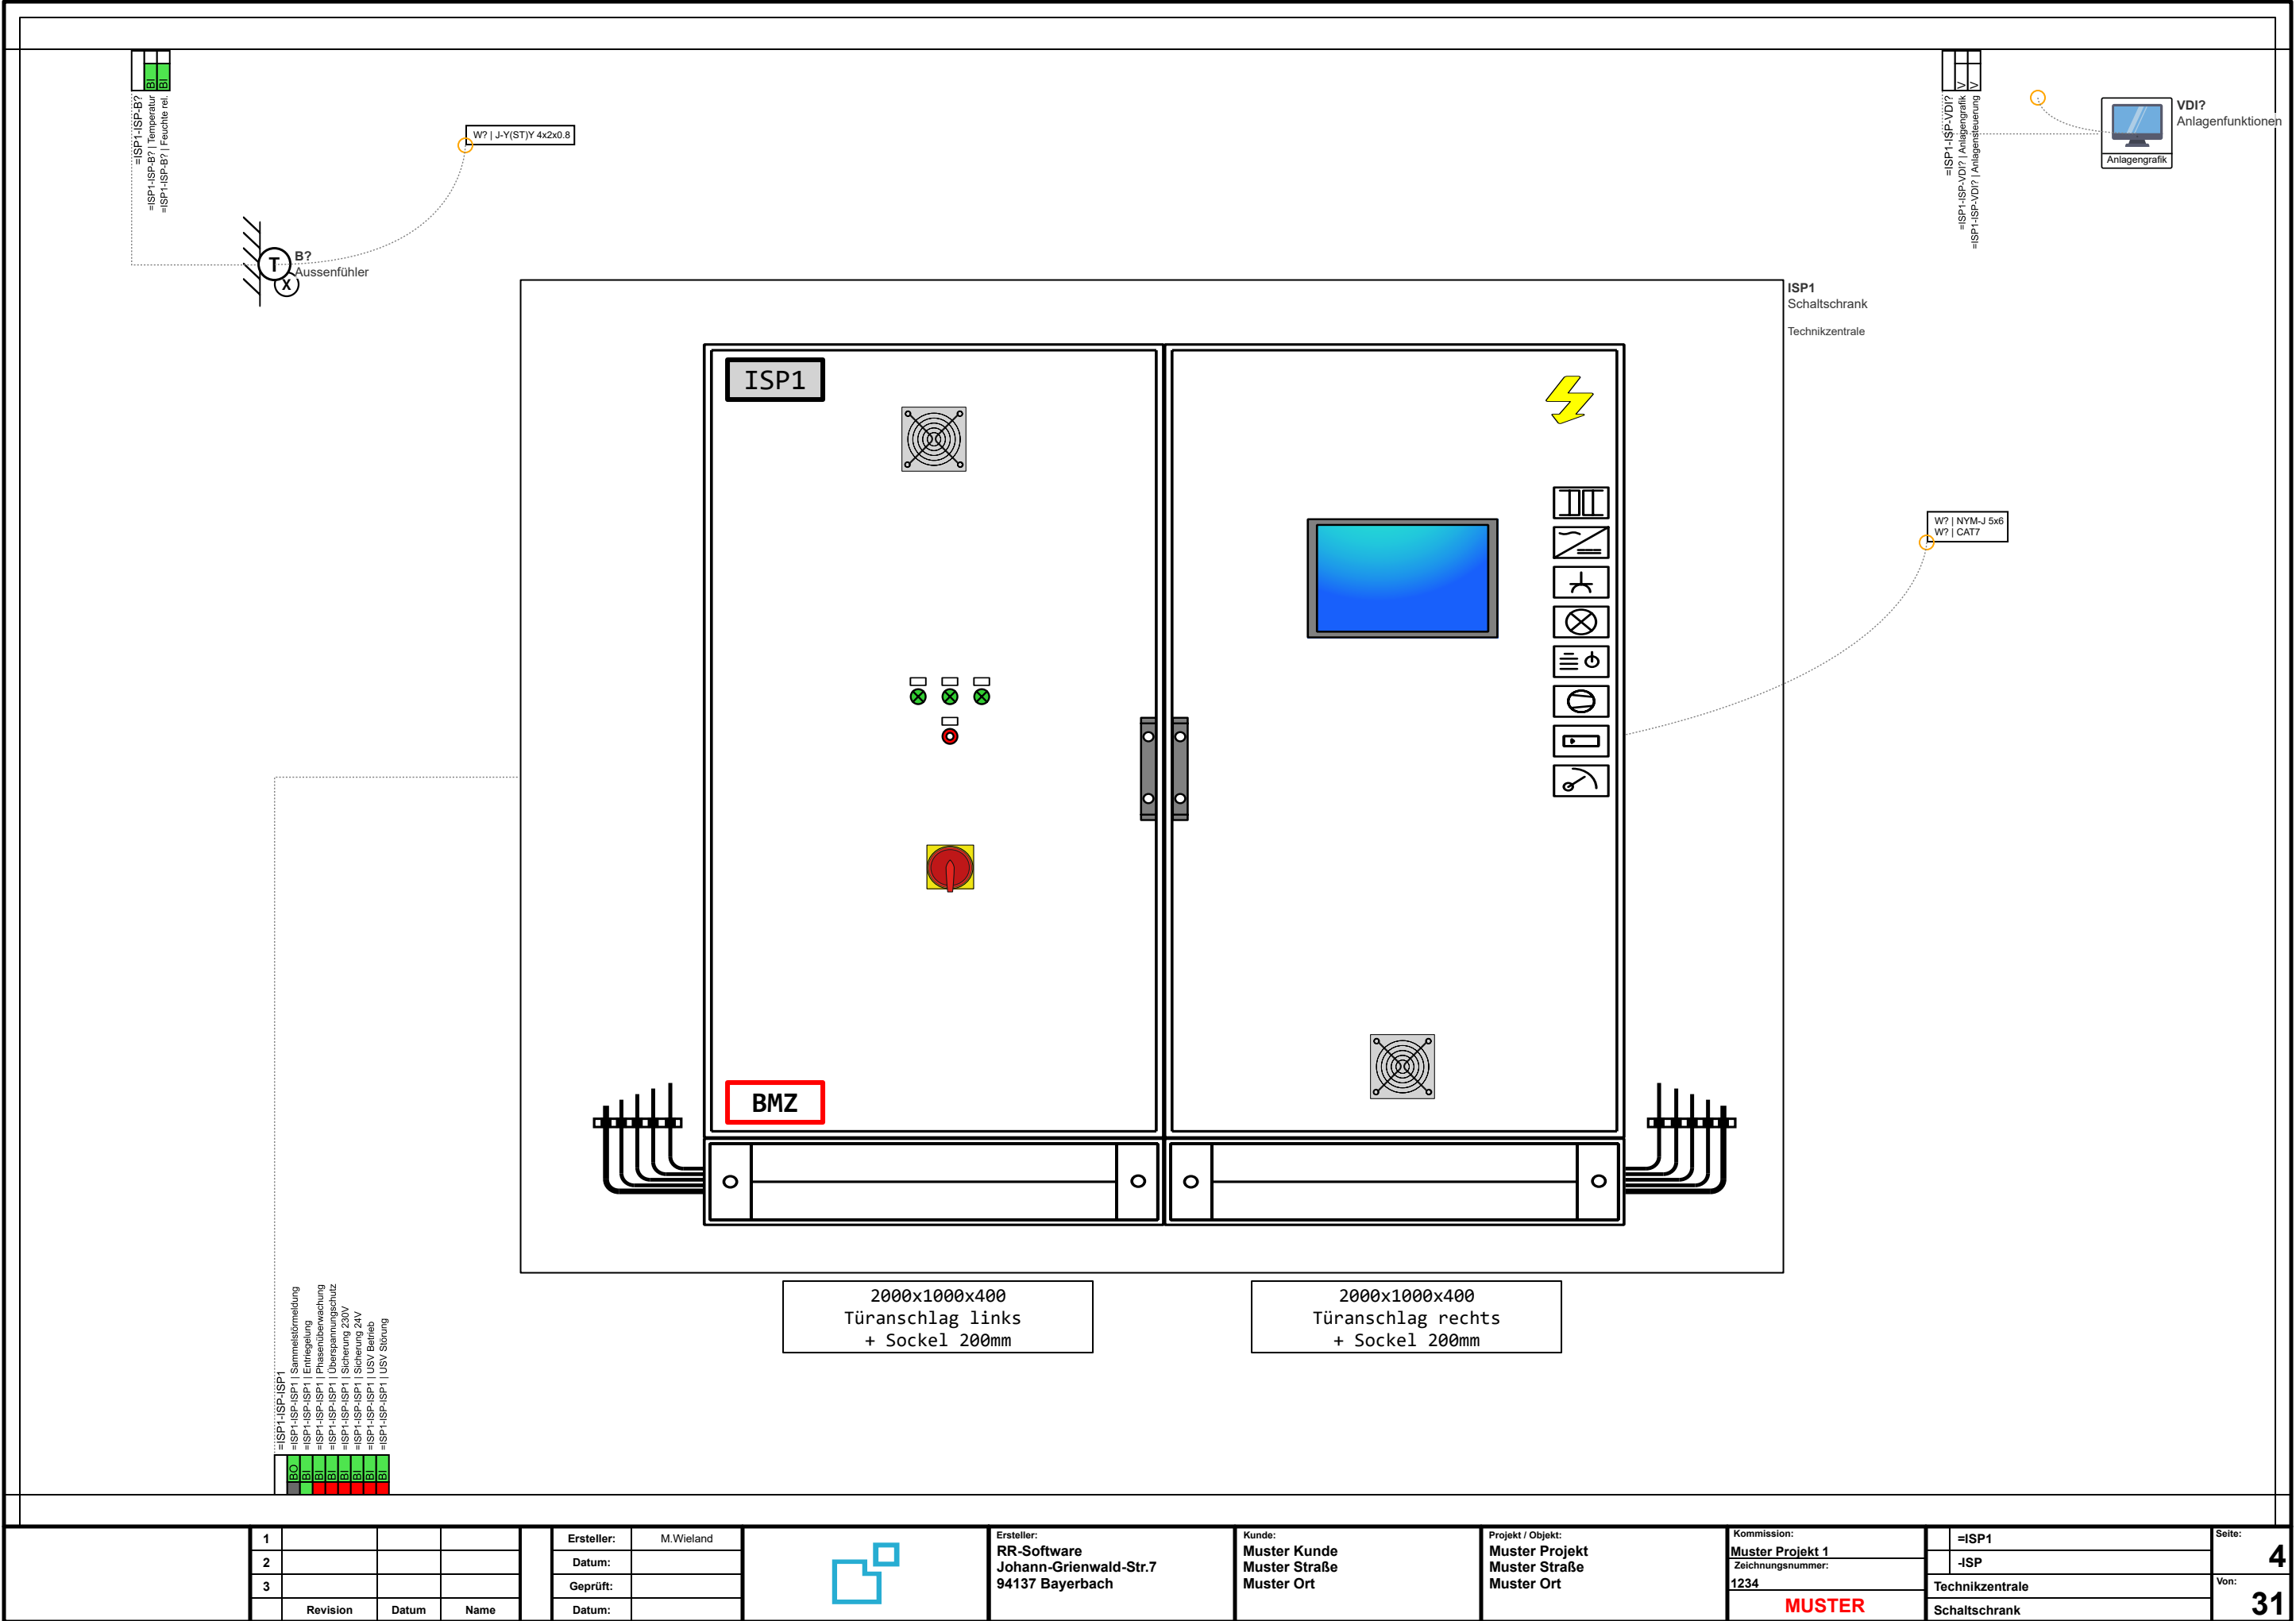 =ISP1-ISP-B?
BI =ISP1-ISP-B? | Temperatur
BI =ISP1-ISP-B? | Feuchte rel.
W? | J-Y(ST)Y 4x2x0.8
T
X
B?
Aussenfühler
=ISP1-ISP-VDI?
V =ISP1-ISP-VDI? | Anlagengrafik
V =ISP1-ISP-VDI? | Anlagensteuerung
Anlagengrafik
VDI?
Anlagenfunktionen
ISP1
Schaltschrank
Technikzentrale
ISP1
W? | NYM-J 5x6
W? | CAT7
BMZ
2000x1000x400
Türanschlag links
+ Sockel 200mm
2000x1000x400
Türanschlag rechts
+ Sockel 200mm
=ISP1-ISP-ISP1
BO =ISP1-ISP-ISP1 | Sammelstörmeldung
BI =ISP1-ISP-ISP1 | Entriegelung
BI =ISP1-ISP-ISP1 | Phasenüberwachung
BI =ISP1-ISP-ISP1 | Überspannungschutz
BI =ISP1-ISP-ISP1 | Sicherung 230V
BI =ISP1-ISP-ISP1 | Sicherung 24V
BI =ISP1-ISP-ISP1 | USV Betrieb
BI =ISP1-ISP-ISP1 | USV Störung
1
2
3
Revision Datum Name
Ersteller: M.Wieland
Datum:
Geprüft:
Datum:
Ersteller:
RR-Software
Johann-Grienwald-Str.7
94137 Bayerbach
Kunde:
Muster Kunde
Muster Straße
Muster Ort
Projekt / Objekt:
Muster Projekt
Muster Straße
Muster Ort
Kommission:
Muster Projekt 1
Zeichnungsnummer:
1234
MUSTER
=ISP1
-ISP
Technikzentrale
Schaltschrank
Seite:
4
Von:
31